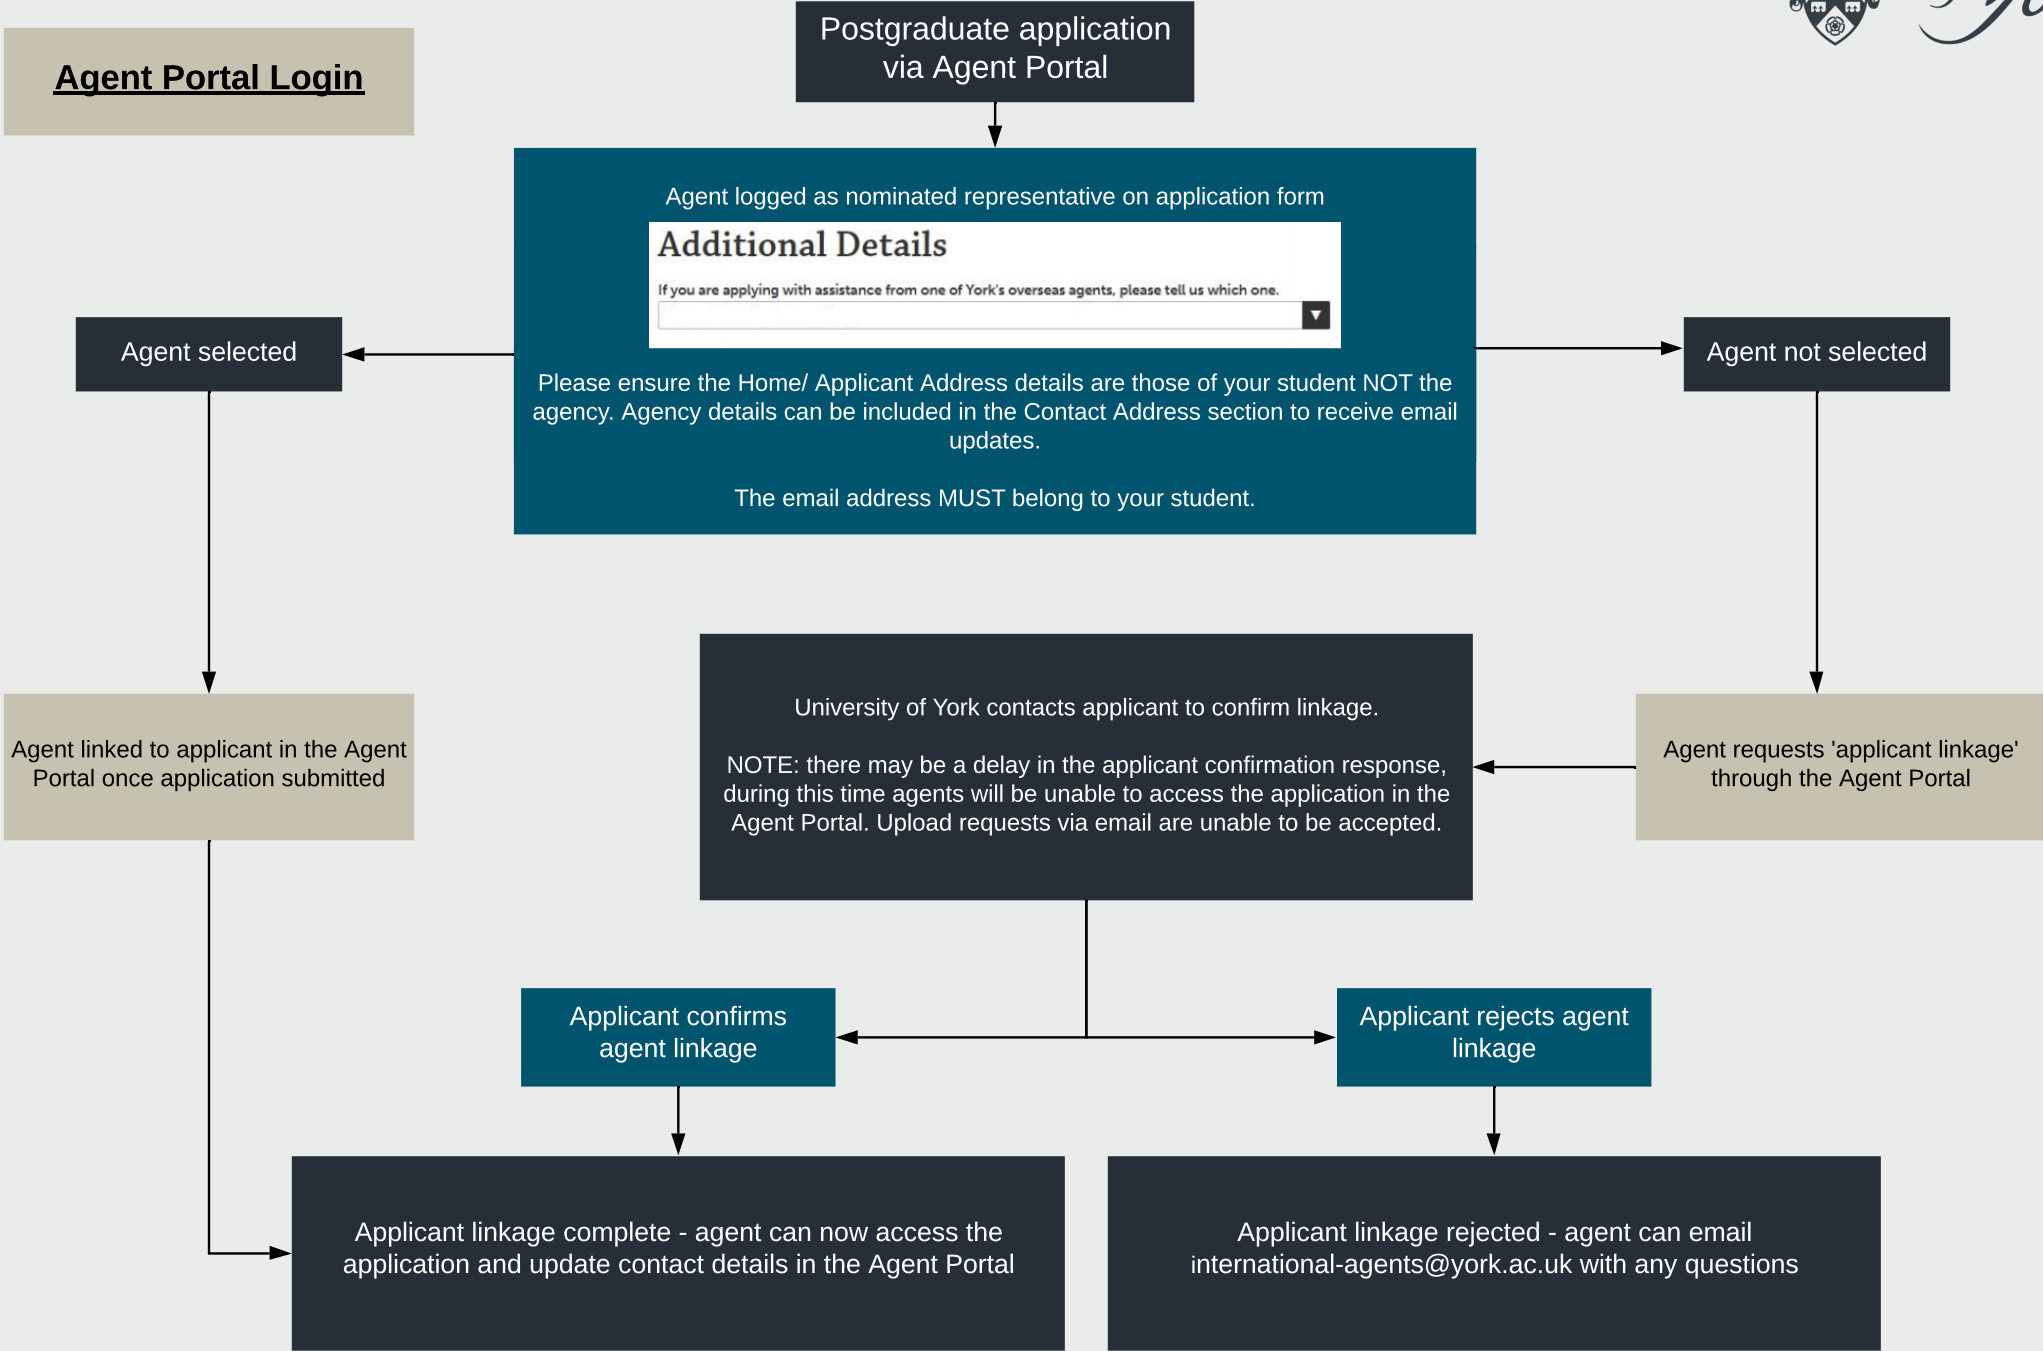 Postgraduate application
via Agent Portal
Agent Portal Login
Agent logged as nominated representative on application form
Additional Details
If you are applying with assistance from one of York's overseas agents, please tell us which one.
Agent selected
Agent not selected
Please ensure the Home/ Applicant Address details are those of your student NOT the
agency. Agency details can be included in the Contact Address section to receive email
updates.
The email address MUST belong to your student.
University of York contacts applicant to confirm linkage.
NOTE: there may be a delay in the applicant confirmation response,
during this time agents will be unable to access the application in the
Agent Portal. Upload requests via email are unable to be accepted.
Agent linked to applicant in the Agent
Portal once application submitted
Agent requests 'applicant linkage'
through the Agent Portal
Applicant confirms
agent linkage
Applicant rejects agent
linkage
Applicant linkage complete - agent can now access the
application and update contact details in the Agent Portal
Applicant linkage rejected - agent can email
international-agents@york.ac.uk with any questions